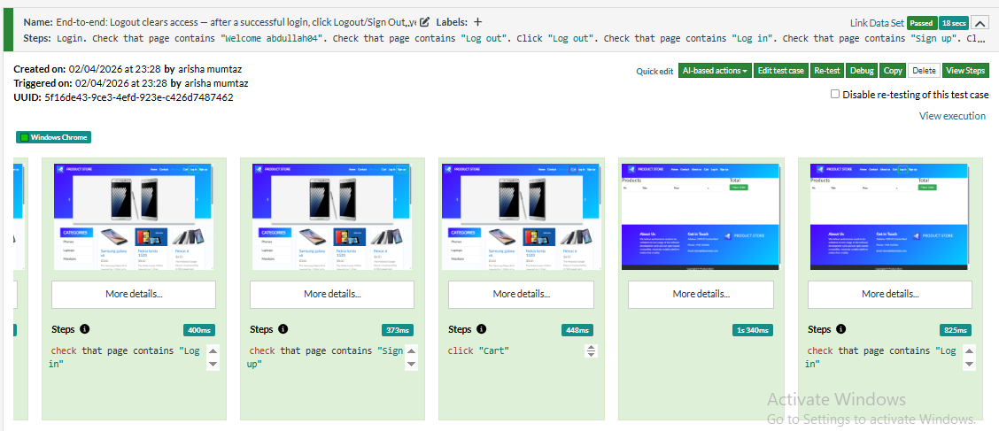 Name: End-to-end: Logout clears access — after a successful login, click Logout/Sign Out,..y Labels: +
Link Data Set Passed 18 secs
Steps: Login. Check that page contains "Welcome abdullah04". Check that page contains "Log out". Click "Log out". Check that page contains "Log in". Check that page contains "Sign up". Cl...
Created on: 02/04/2026 at 23:28 by arisha mumtaz
Triggered on: 02/04/2026 at 23:28 by arisha mumtaz
UUID: 5f16de43-9ce3-4efd-923e-c426d7487462
Quick edit AI-based actions Edit test case Re-test Debug Copy Delete View Steps
Disable re-testing of this test case
View execution
Windows Chrome
PRODUCT STORE PRODUCT STORE PRODUCT STORE PRODUCT STORE PRODUCT STORE
Products Total Products Total
CATEGORIES CATEGORIES CATEGORIES
Phones Phones Phones
Laptops Laptops Laptops
Monitors Monitors Monitors
Samsung galaxy s6 Nokia lumia 1520 Nexus 6 Samsung galaxy s6 Nokia lumia 1520 Nexus 6 Samsung galaxy s6 Nokia lumia 1520 Nexus 6
About Us Get in Touch PRODUCT STORE About Us Get in Touch PRODUCT STORE
More details... More details... More details... More details... More details...
Steps 400ms Steps 373ms Steps 448ms 1s 340ms Steps 825ms
check that page contains "Log in"
check that page contains "Sign up"
click "Cart"
check that page contains "Log in"
Activate Windows
Go to Settings to activate Windows.